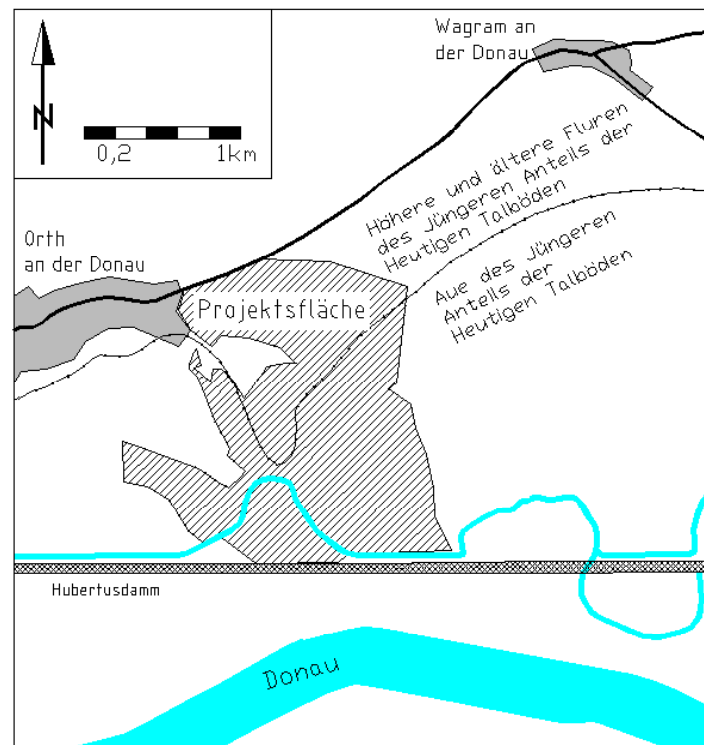 Wagram an
der Donau
N
0,2 1km
Höhere und ältere Fluren
des Jüngeren Anteils der
Heutigen Talböden
Orth
an der Donau
Aue des Jüngeren
Anteils der
Heutigen Talböden
Projektsfläche
Hubertusdamm
Donau